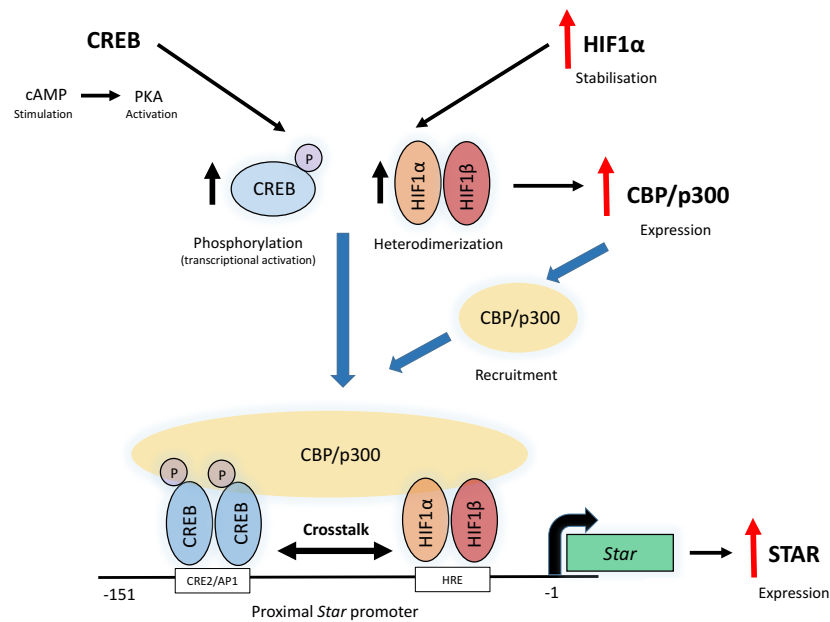 CREB
HIF1α
Stabilisation
cAMP
Stimulation
PKA
Activation
P
CREB
HIF1α
HIF1β
CBP/p300
Expression
Phosphorylation
(transcriptional activation)
Heterodimerization
CBP/p300
Recruitment
CBP/p300
P
P
CREB
CREB
HIF1α
HIF1β
Crosstalk
Star
STAR
Expression
CRE2/AP1
HRE
-151
-1
Proximal Star promoter